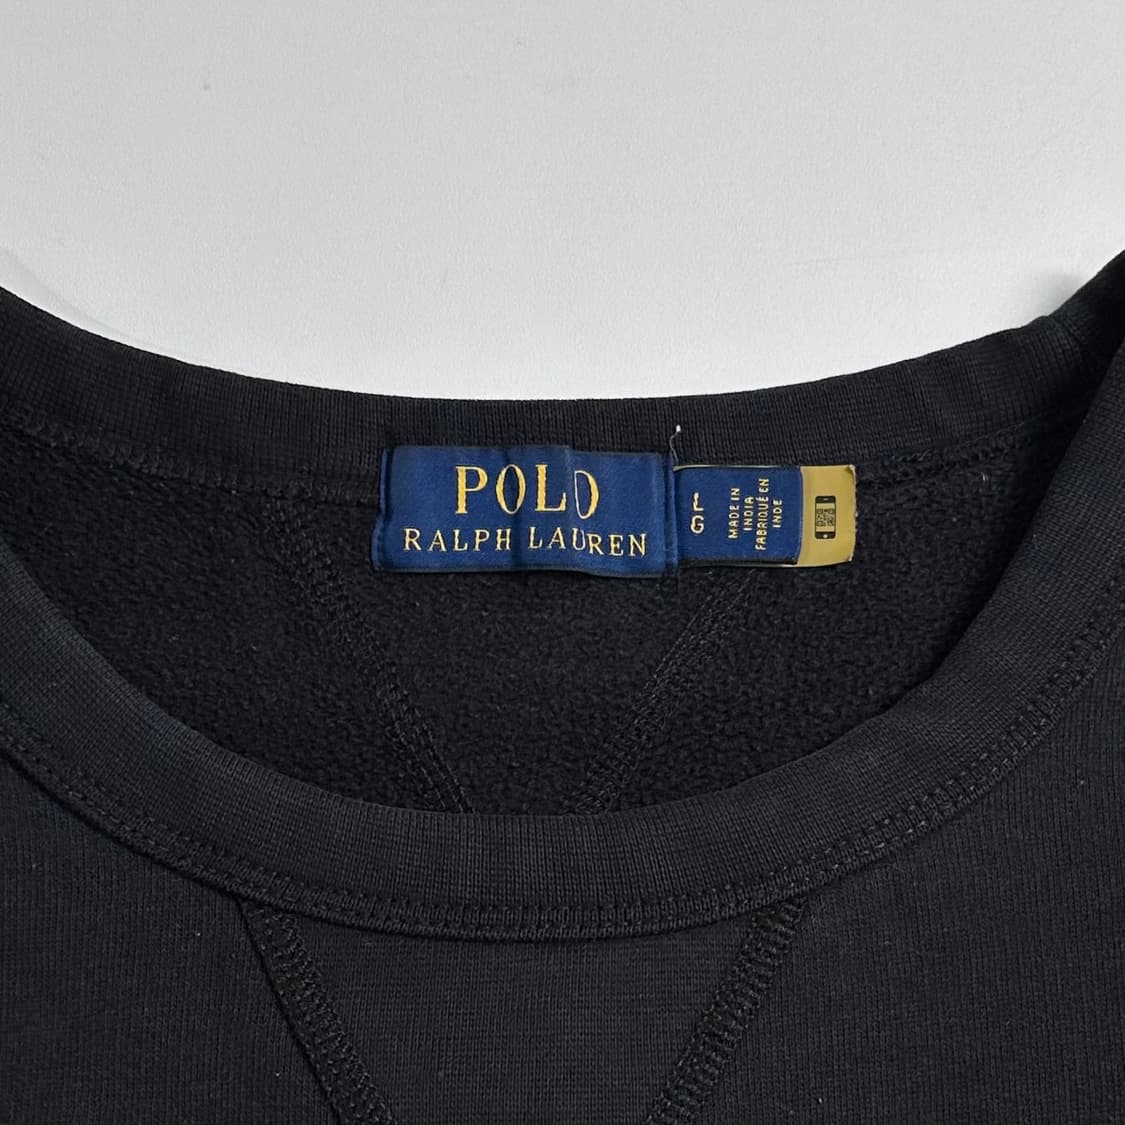 POLO
RALPH LAUREN
L
G
MADE IN
INDIA
FABRIQUÉ EN
INDE